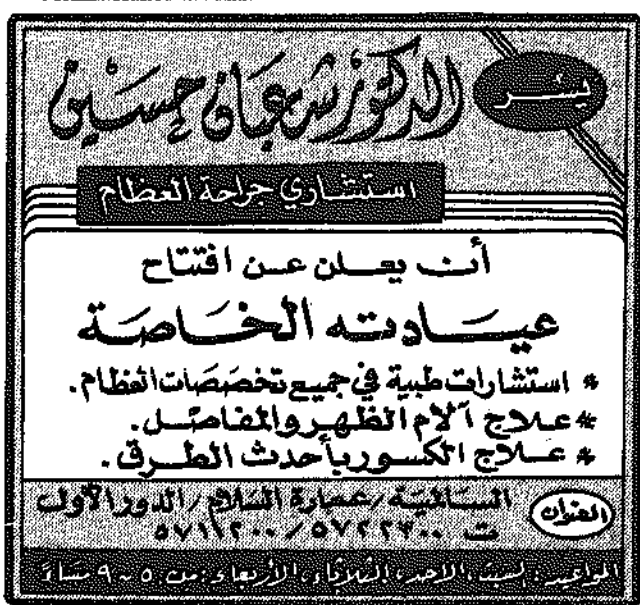 يسر
الدكتور شعبان حسين
استشاري جراحة العظام
أن يعلن عن افتتاح
عيادته الخاصة
* استشارات طبية في جميع تخصصات العظام.
* علاج آلام الظهر والمفاصل.
* علاج الكسور بأحدث الطرق.
العنوان
السالمية / عمارة السلام / الدور الأول
ت ٥٧٢٢٣٠٠ / ٥٧١١٢٠٠
المواعيد: السبت، الاحد، الثلاثاء، الأربعاء، من ٥ - ٩ مساءً